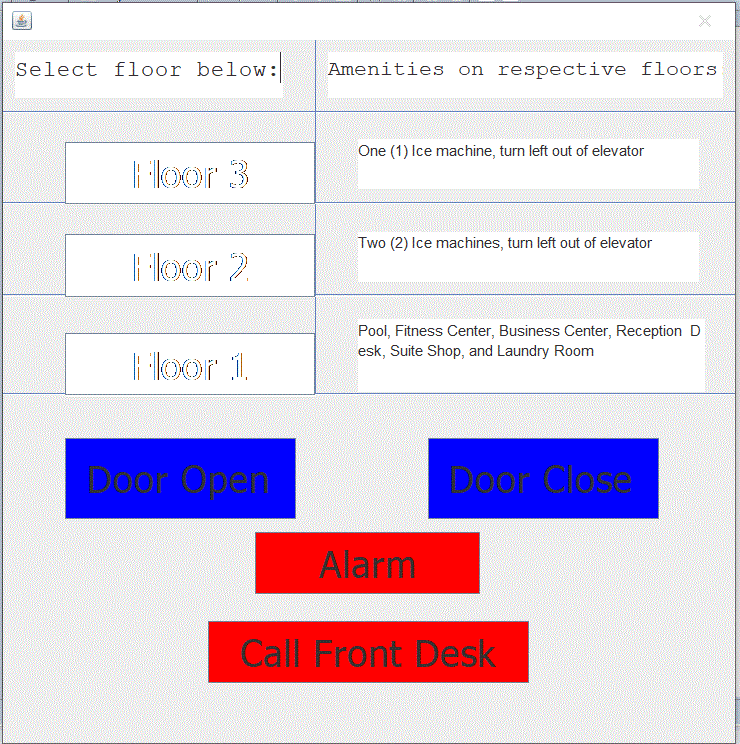 Select floor below:
Amenities on respective floors
Floor 3
One (1) Ice machine, turn left out of elevator
Floor 2
Two (2) Ice machines, turn left out of elevator
Floor 1
Pool, Fitness Center, Business Center, Reception  D
esk, Suite Shop, and Laundry Room
Door Open
Door Close
Alarm
Call Front Desk